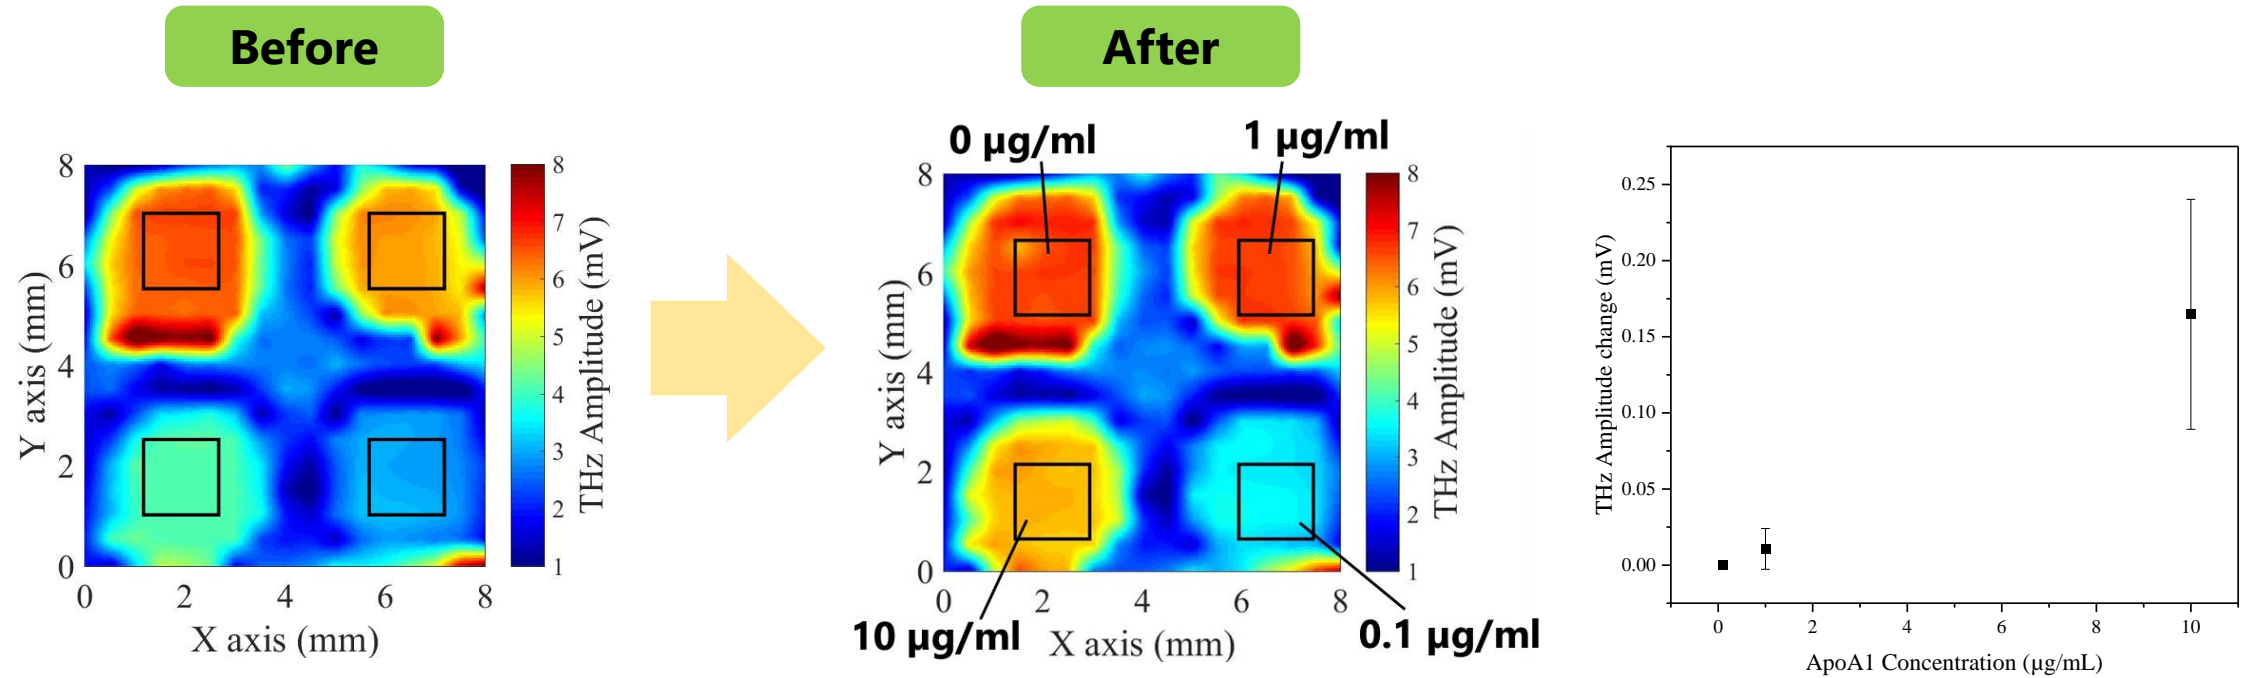 Before
After
0 µg/ml
1 µg/ml
8
6
4
2
0
0 2 4 6 8
X axis (mm)
Y axis (mm)
8
7
6
5
4
3
2
1
THz Amplitude (mV)
8
6
4
2
0
0 2 4 6 8
X axis (mm)
Y axis (mm)
10 µg/ml
0.1 µg/ml
8
7
6
5
4
3
2
1
THz Amplitude (mV)
0.25
0.20
0.15
0.10
0.05
0.00
THz Amplitude change (mV)
0 2 4 6 8 10
ApoA1 Concentration (µg/mL)